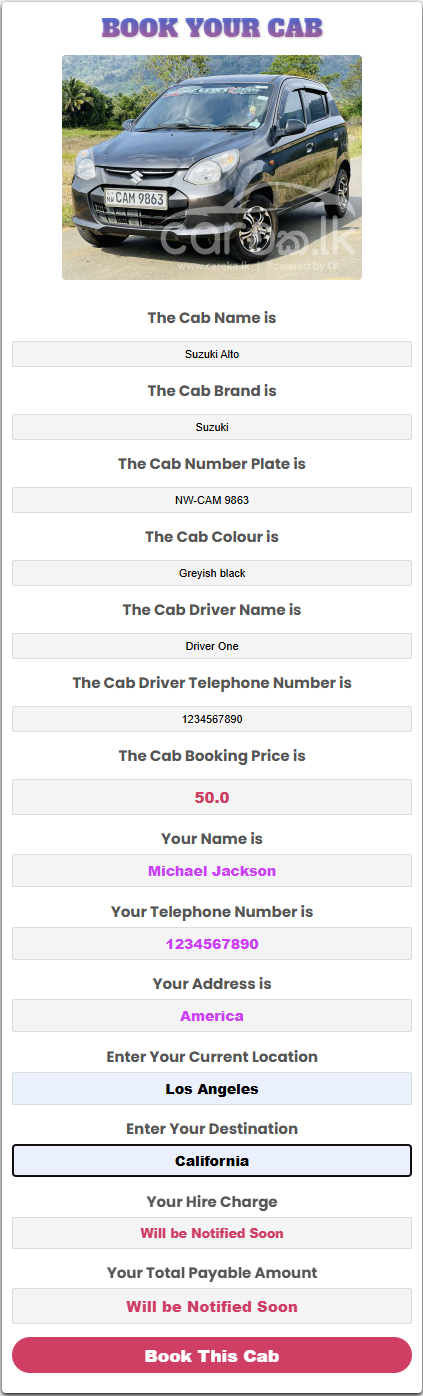 BOOK YOUR CAB
NW CAM 9863
careka.lk
www.careka.lk | Powered by
The Cab Name is
Suzuki Alto
The Cab Brand is
Suzuki
The Cab Number Plate is
NW-CAM 9863
The Cab Colour is
Greyish black
The Cab Driver Name is
Driver One
The Cab Driver Telephone Number is
1234567890
The Cab Booking Price is
50.0
Your Name is
Michael Jackson
Your Telephone Number is
1234567890
Your Address is
America
Enter Your Current Location
Los Angeles
Enter Your Destination
California
Your Hire Charge
Will be Notified Soon
Your Total Payable Amount
Will be Notified Soon
Book This Cab